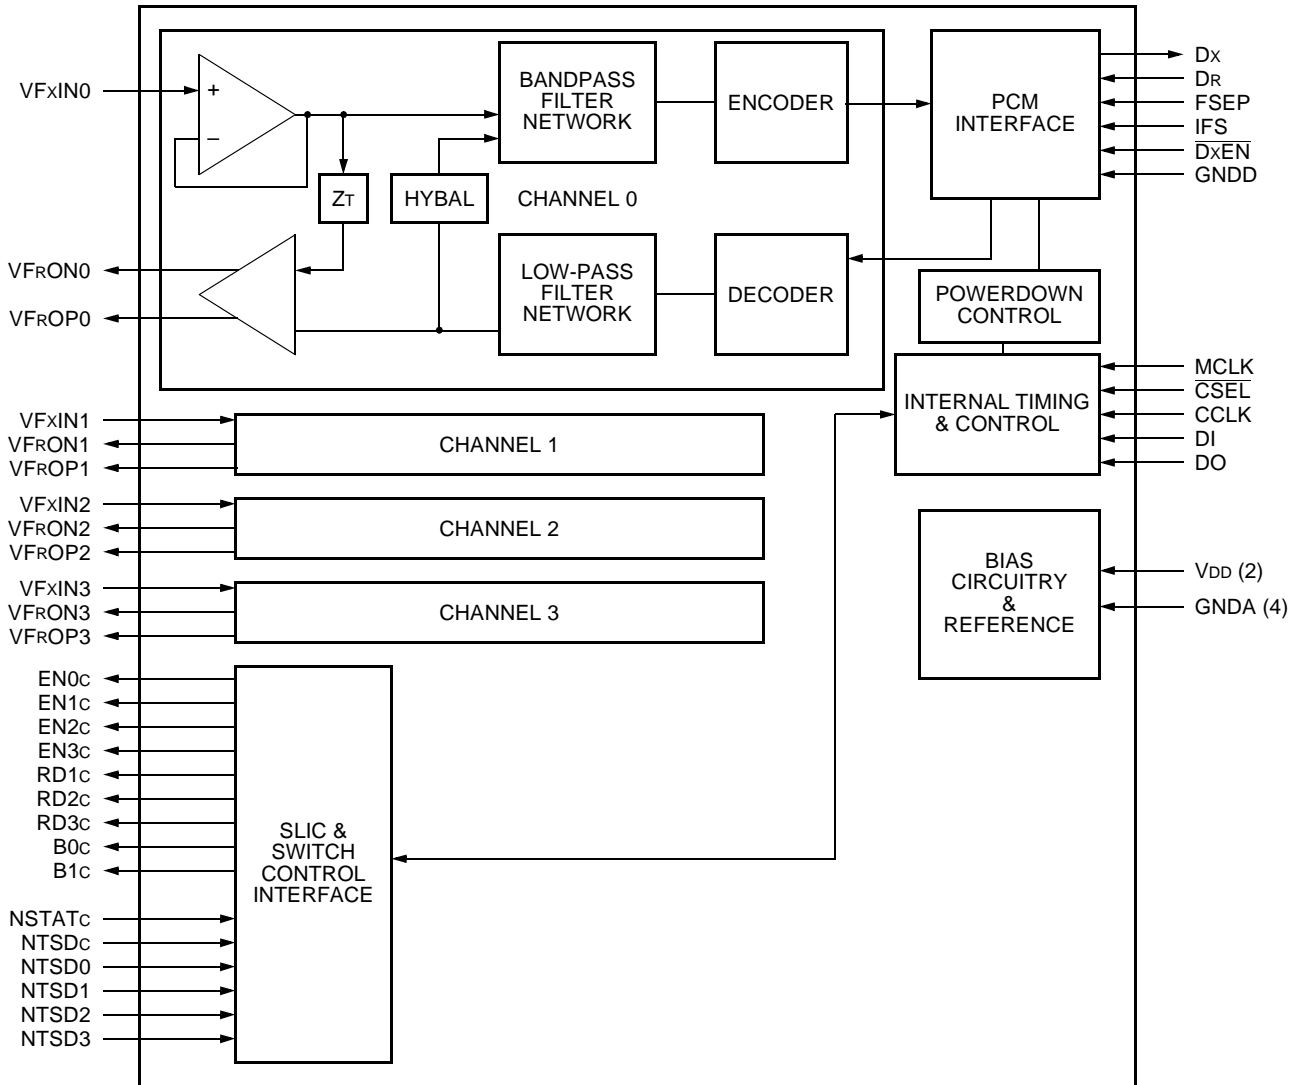 VFXIN0
+
−
BANDPASS
FILTER
NETWORK
ENCODER
PCM
INTERFACE
DX
DR
FSEP
IFS
DXEN
GNDD
ZT
HYBAL
CHANNEL 0
VFRON0
VFROP0
LOW-PASS
FILTER
NETWORK
DECODER
POWERDOWN
CONTROL
INTERNAL TIMING
& CONTROL
MCLK
CSEL
CCLK
DI
DO
VFXIN1
VFRON1
VFROP1
CHANNEL 1
VFXIN2
VFRON2
VFROP2
CHANNEL 2
VFXIN3
VFRON3
VFROP3
CHANNEL 3
BIAS
CIRCUITRY
&
REFERENCE
VDD (2)
GNDA (4)
EN0C
EN1C
EN2C
EN3C
RD1C
RD2C
RD3C
B0C
B1C
NSTATC
NTSDC
NTSD0
NTSD1
NTSD2
NTSD3
SLIC &
SWITCH
CONTROL
INTERFACE